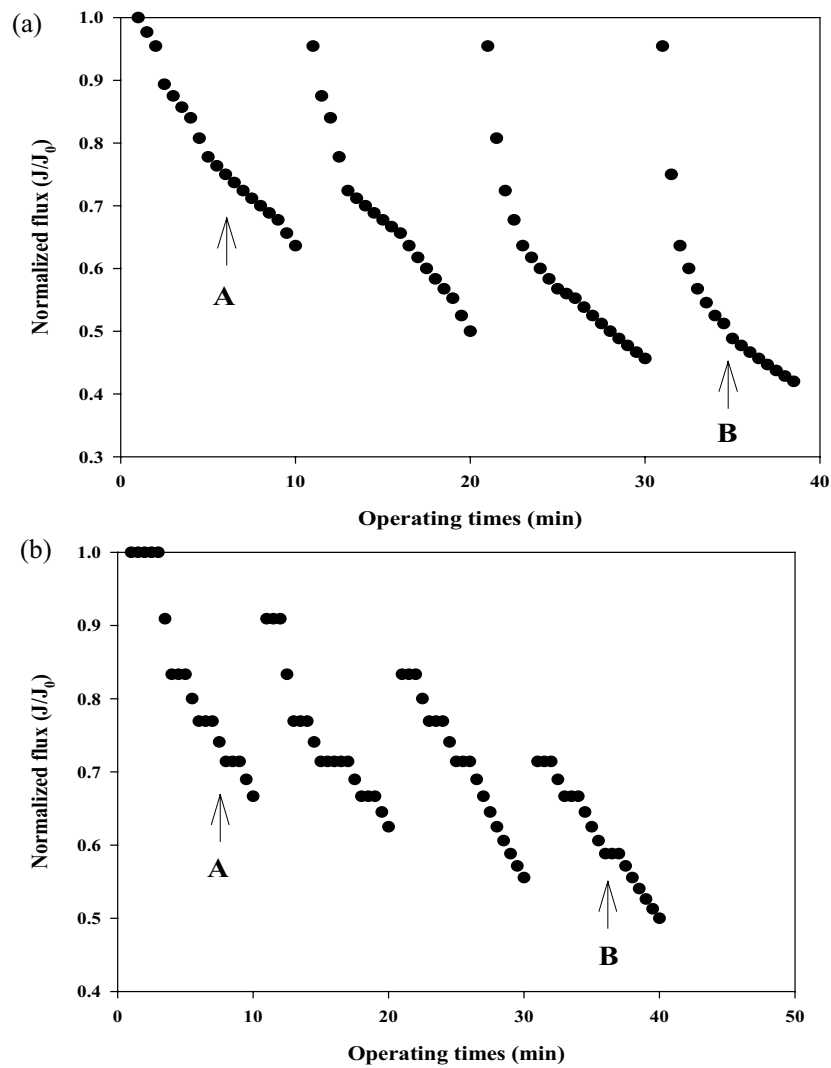 (a)
1.0
0.9
0.8
0.7
0.6
0.5
0.4
0.3
Normalized flux (J/J₀)
A
B
0 10 20 30 40
Operating times (min)
(b)
1.0
0.9
0.8
0.7
0.6
0.5
0.4
Normalized flux (J/J₀)
A
B
0 10 20 30 40 50
Operating times (min)